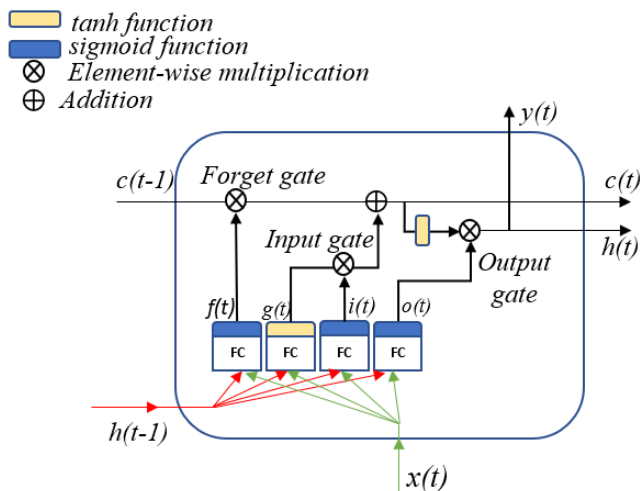 tanh function
sigmoid function
Element-wise multiplication
Addition
y(t)
c(t-1)
Forget gate
c(t)
Input gate
h(t)
Output
gate
f(t)
g(t)
i(t)
o(t)
FC
FC
FC
FC
h(t-1)
x(t)